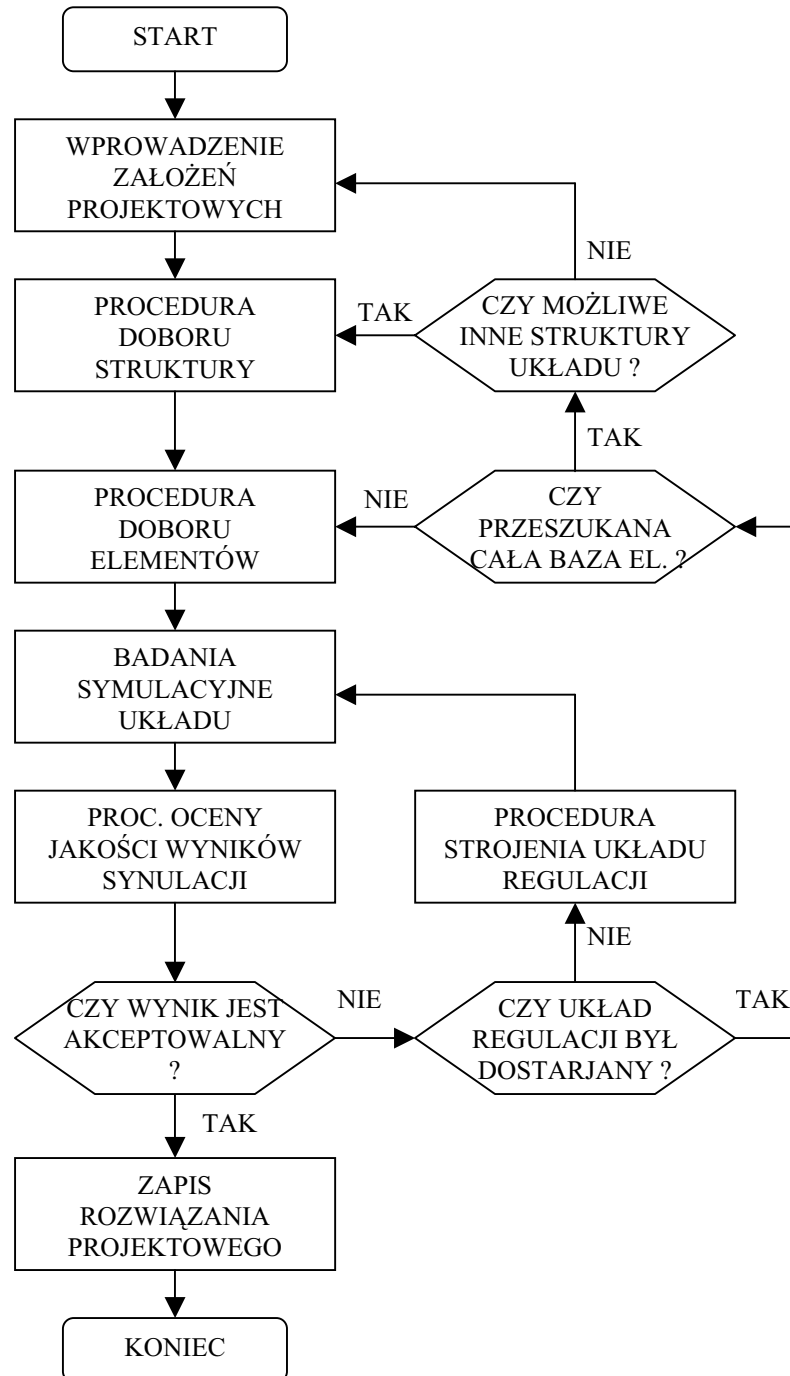 START
WPROWADZENIE
ZAŁOŻEŃ
PROJEKTOWYCH
NIE
PROCEDURA
DOBORU
STRUKTURY
TAK
CZY MOŻLIWE
INNE STRUKTURY
UKŁADU ?
TAK
PROCEDURA
DOBORU
ELEMENTÓW
NIE
CZY
PRZESZUKANA
CAŁA BAZA EL. ?
BADANIA
SYMULACYJNE
UKŁADU
PROC. OCENY
JAKOŚCI WYNIKÓW
SYNULACJI
PROCEDURA
STROJENIA UKŁADU
REGULACJI
NIE
CZY WYNIK JEST
AKCEPTOWALNY
?
NIE
CZY UKŁAD
REGULACJI BYŁ
DOSTARJANY ?
TAK
TAK
ZAPIS
ROZWIĄZANIA
PROJEKTOWEGO
KONIEC